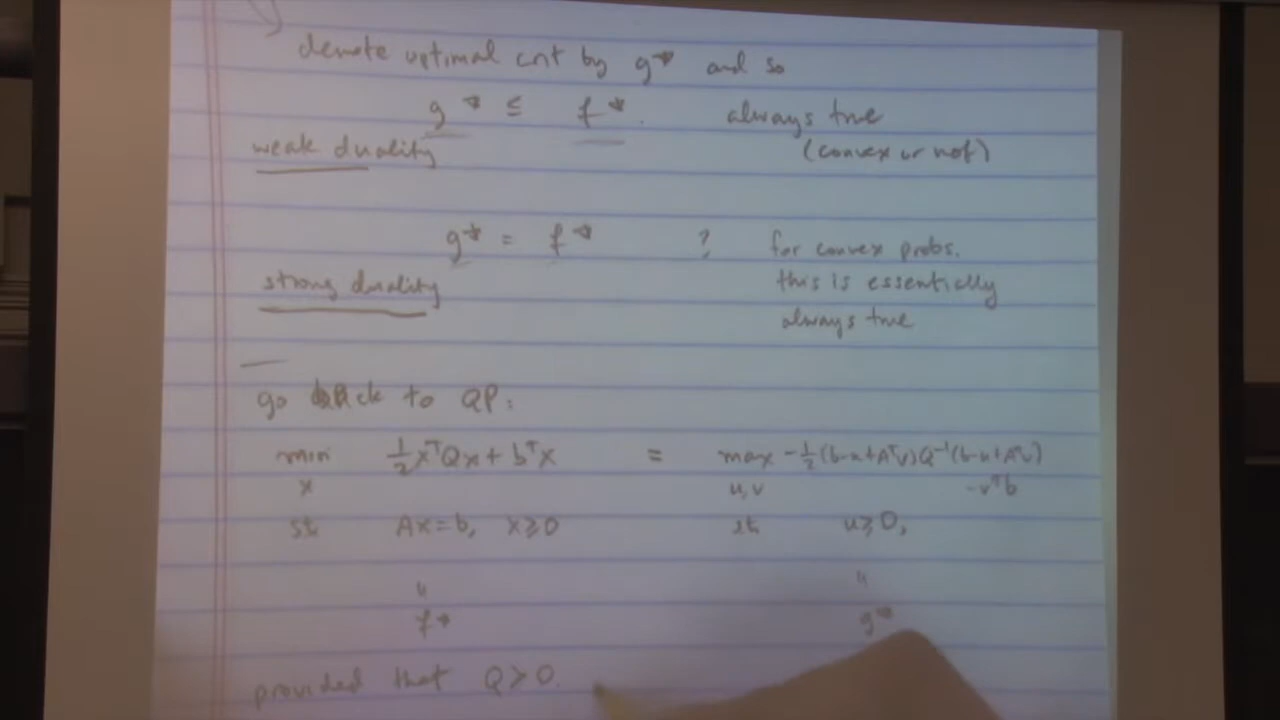 denote optimal crit by g* and so
g* ≤ f*. always true
weak duality (convex or not)
g* = f* ? for convex probs.
strong duality this is essentially
always true
go back to QP:
min ½xᵀQx + bᵀx = max -½(b-u+Aᵀv)Q⁻¹(b-u+Aᵀv)
x u,v -vᵀb
st Ax=b, x≥0 st u≥0,
" "
f* g*
provided that Q>0.